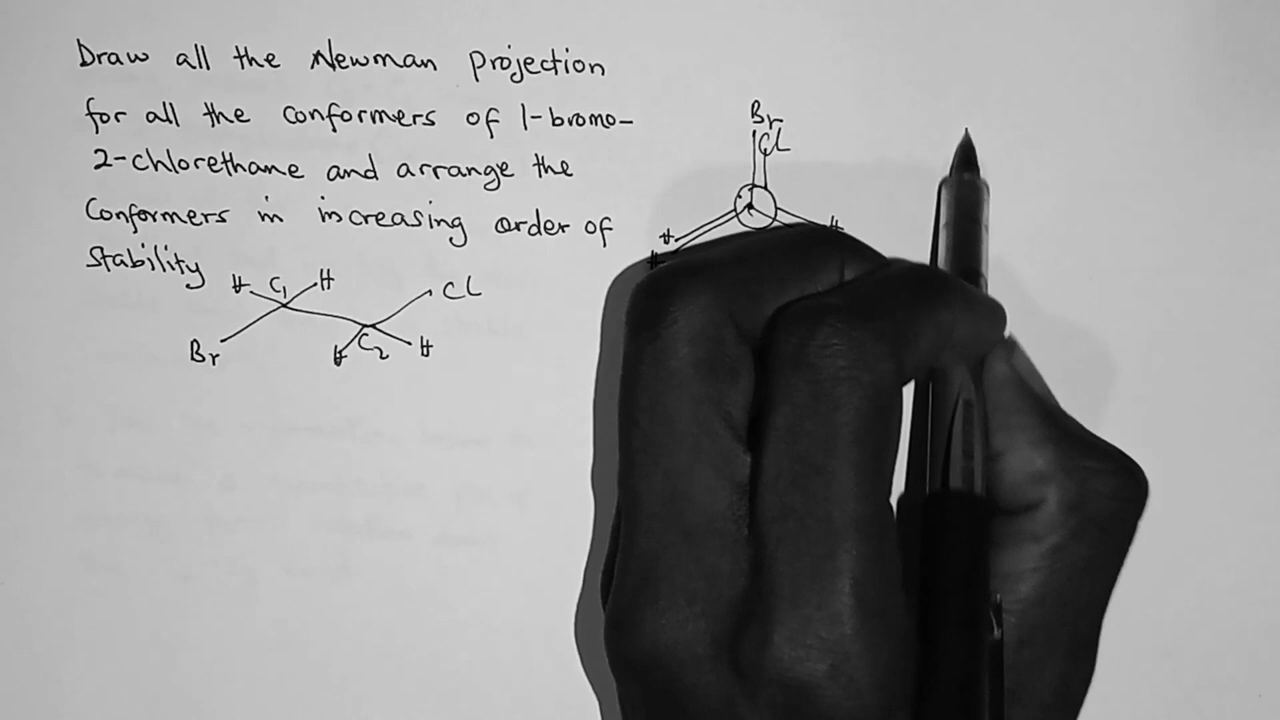 Draw all the Newman Projection
for all the conformers of 1-bromo-
2-chlorethane and arrange the
Conformers in increasing order of
stability
H C1 H
Cl
Br
H C2 H
Br
Cl
H H
H